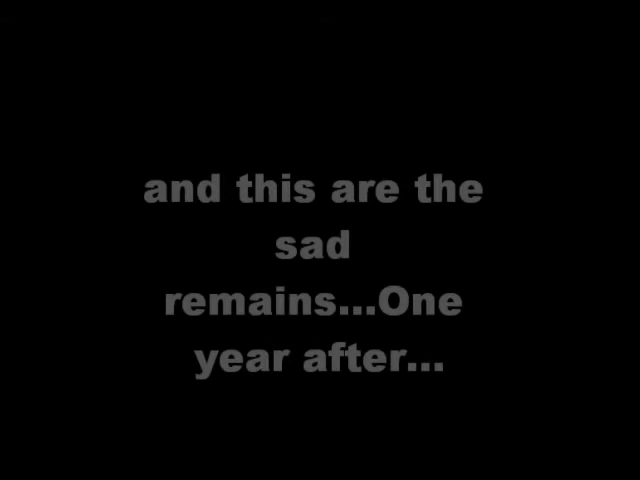 and this are the
sad
remains...One
year after...